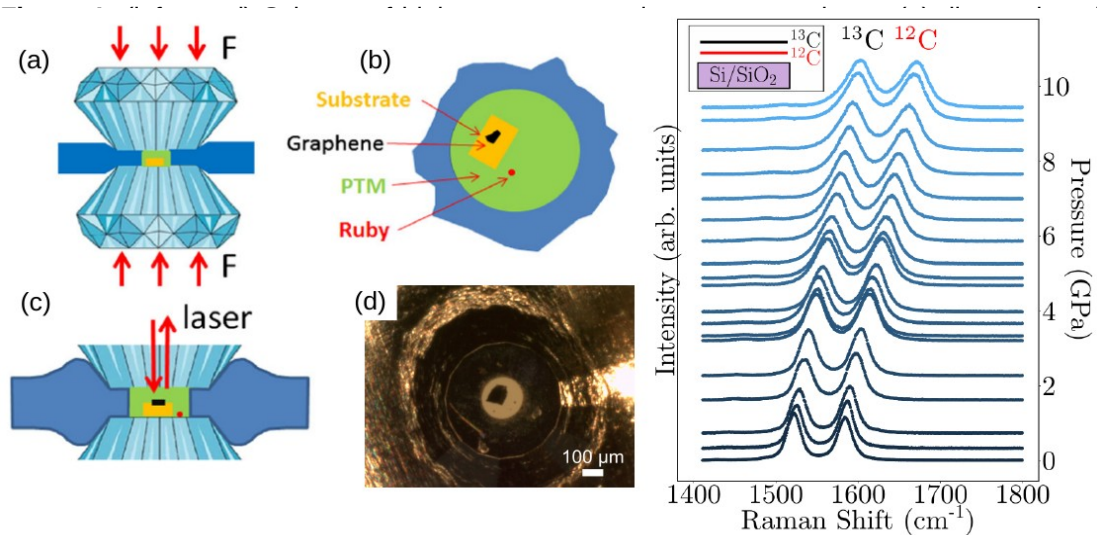 (a)
F
F
(b)
Substrate
Graphene
PTM
Ruby
(c)
laser
(d)
100 μm
¹³C
¹²C
Si/SiO₂
¹³C ¹²C
Intensity (arb. units)
Pressure (GPa)
10
8
6
4
2
0
1400 1500 1600 1700 1800
Raman Shift (cm⁻¹)